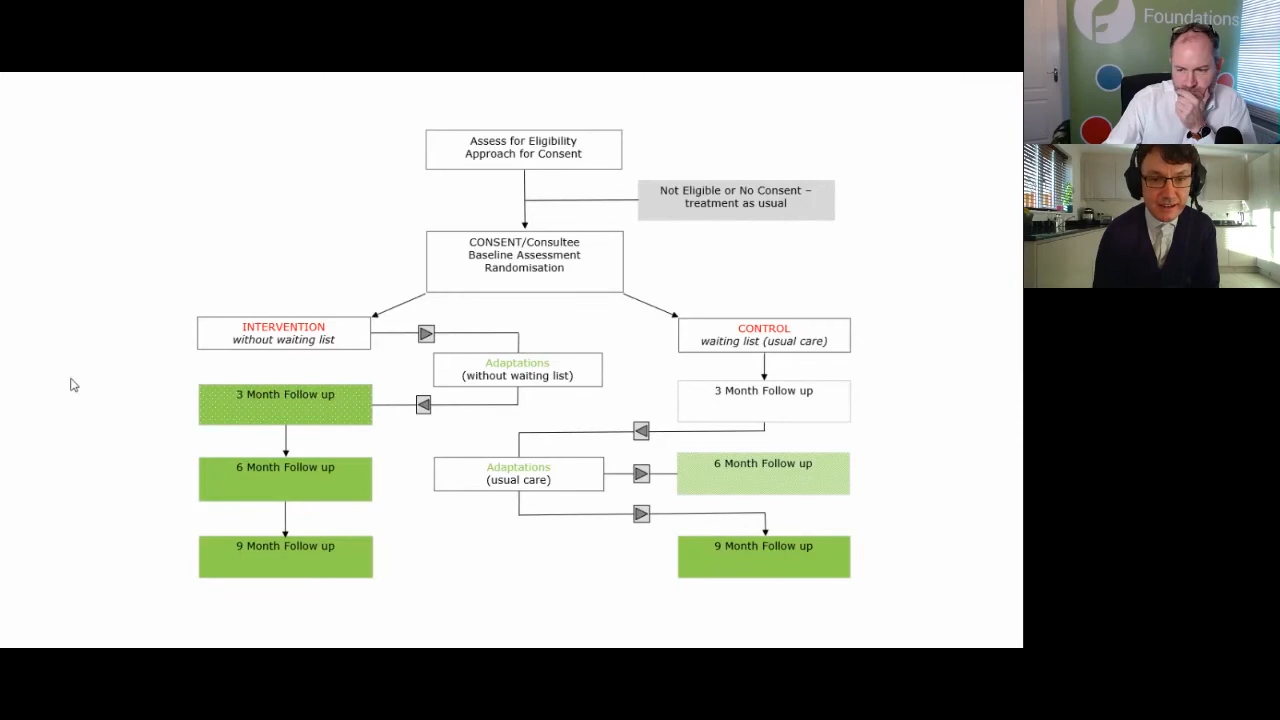 Foundations
Assess for Eligibility
Approach for Consent
Not Eligible or No Consent –
treatment as usual
CONSENT/Consultee
Baseline Assessment
Randomisation
INTERVENTION
without waiting list
CONTROL
waiting list (usual care)
Adaptations
(without waiting list)
3 Month Follow up
3 Month Follow up
6 Month Follow up
Adaptations
(usual care)
6 Month Follow up
9 Month Follow up
9 Month Follow up